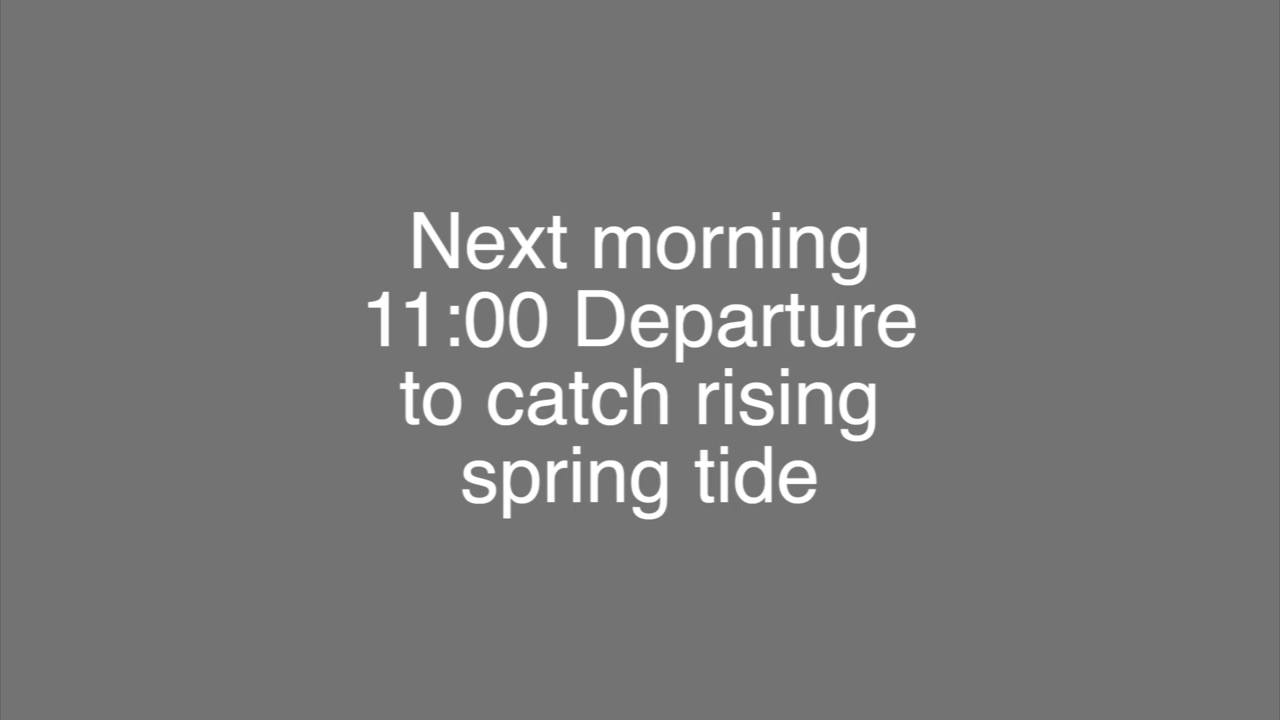 Next morning
11:00 Departure
to catch rising
spring tide